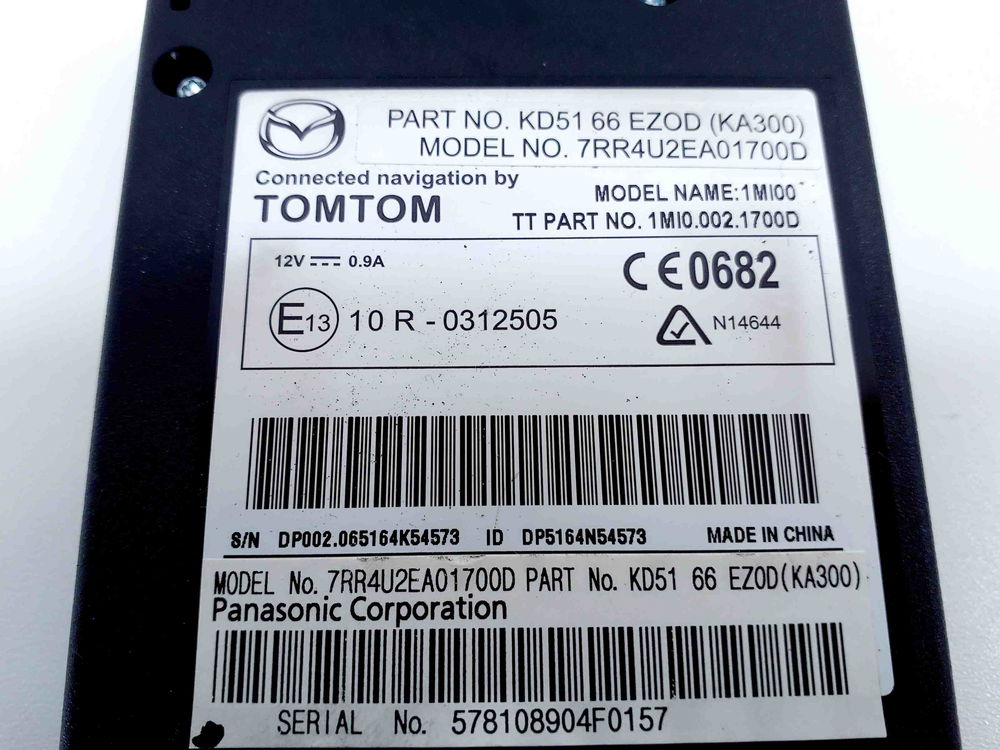 PART NO. KD51 66 EZ0D (KA300)
MODEL NO. 7RR4U2EA01700D
Connected navigation by
TOMTOM
MODEL NAME:1MI00
TT PART NO. 1MI0.002.1700D
12V 0.9A
CE0682
E13 10 R - 0312505
N14644
S/N DP002.065164K54573 ID DP5164N54573 MADE IN CHINA
MODEL No. 7RR4U2EA01700D PART No. KD51 66 EZ0D(KA300)
Panasonic Corporation
SERIAL No. 578108904F0157